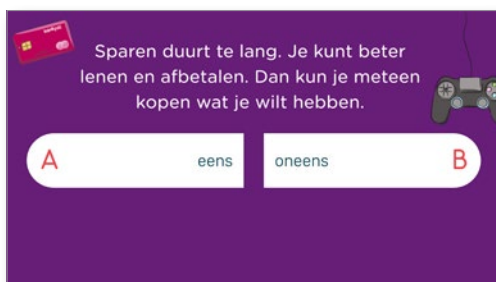 Sparen duurt te lang. Je kunt beter
lenen en afbetalen. Dan kun je meteen
kopen wat je wilt hebben.
A eens oneens B